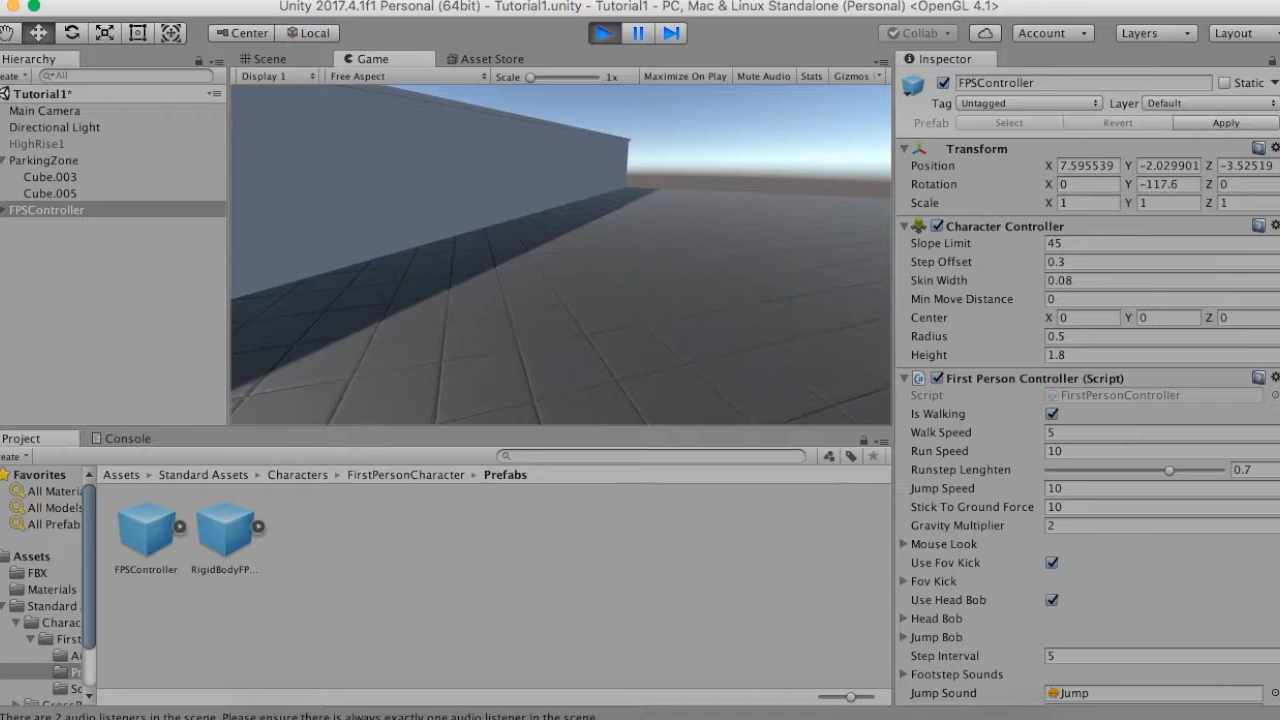 Unity 2017.4.1f1 Personal (64bit) - Tutorial1.unity - Tutorial1 - PC, Mac & Linux Standalone (Personal) <OpenGL 4.1>
Center Local Collab Account Layers Layout
Hierarchy
eate All
Tutorial1*
Main Camera
Directional Light
HighRise1
ParkingZone
Cube.003
Cube.005
FPSController
Scene Game Asset Store
Display 1 Free Aspect Scale 1x Maximize On Play Mute Audio Stats Gizmos
Inspector
FPSController Static
Tag Untagged Layer Default
Prefab Select Revert Apply
Transform
Position X 7.595539 Y -2.029901 Z -3.52519
Rotation X 0 Y -117.6 Z 0
Scale X 1 Y 1 Z 1
Character Controller
Slope Limit 45
Step Offset 0.3
Skin Width 0.08
Min Move Distance 0
Center X 0 Y 0 Z 0
Radius 0.5
Height 1.8
First Person Controller (Script)
Script FirstPersonController
Is Walking
Walk Speed 5
Run Speed 10
Runstep Lenghten 0.7
Jump Speed 10
Stick To Ground Force 10
Gravity Multiplier 2
Mouse Look
Use Fov Kick
Fov Kick
Use Head Bob
Head Bob
Jump Bob
Step Interval 5
Footstep Sounds
Jump Sound Jump
Project Console
eate
Favorites
All Materi
All Models
All Prefab
Assets
FBX
Materials
Standard
Charac
First
A
Pr
Sc
Assets Standard Assets Characters FirstPersonCharacter Prefabs
FPSController RigidBodyFP...
There are 2 audio listeners in the scene. Please ensure there is always exactly one audio listener in the scene.